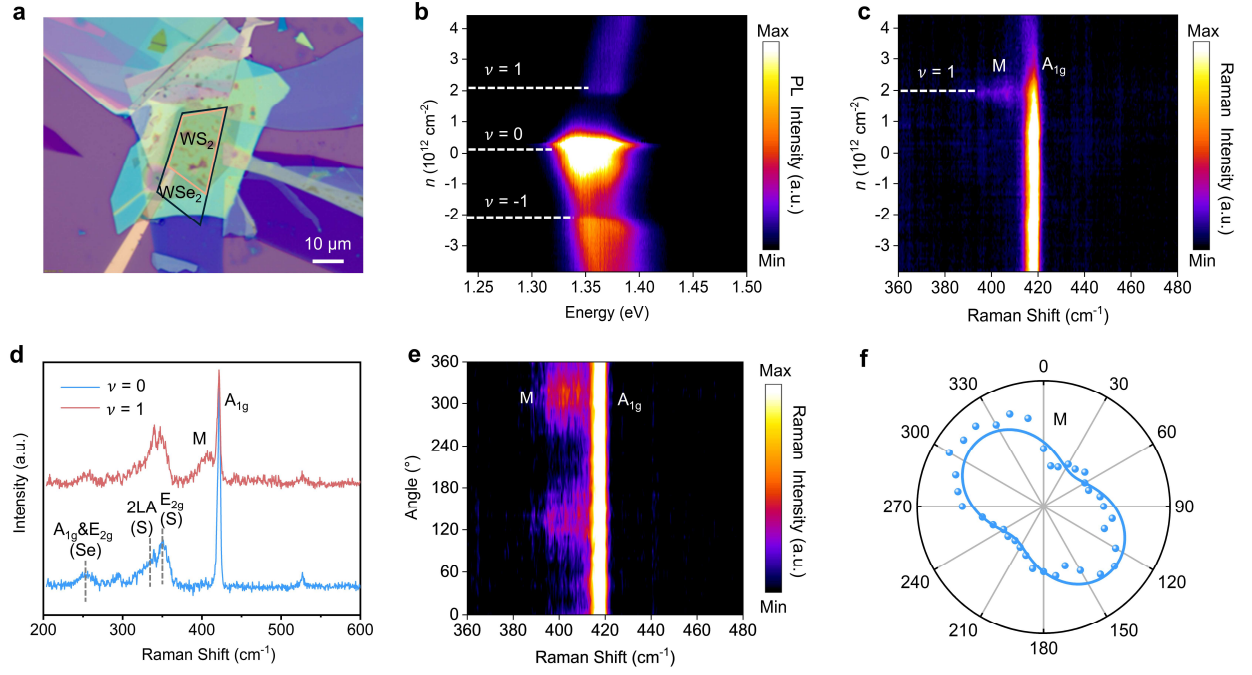 a
WS2
WSe2
10 μm
b
4
3
2
1
0
-1
-2
-3
n (10^12 cm^-2)
ν = 1
ν = 0
ν = -1
1.25
1.30
1.35
1.40
1.45
1.50
Energy (eV)
Max
PL Intensity (a.u.)
Min
c
4
3
2
1
0
-1
-2
-3
n (10^12 cm^-2)
M
A1g
ν = 1
360
380
400
420
440
460
480
Raman Shift (cm^-1)
Max
Raman Intensity (a.u.)
Min
d
ν = 0
ν = 1
A1g
M
2LA
(S)
E2g
(S)
A1g&E2g
(Se)
Intensity (a.u.)
200
300
400
500
600
Raman Shift (cm^-1)
e
360
300
240
180
120
60
0
Angle (°)
M
A1g
360
380
400
420
440
460
480
Raman Shift (cm^-1)
Max
Raman Intensity (a.u.)
Min
f
0
30
60
90
120
150
180
210
240
270
300
330
M